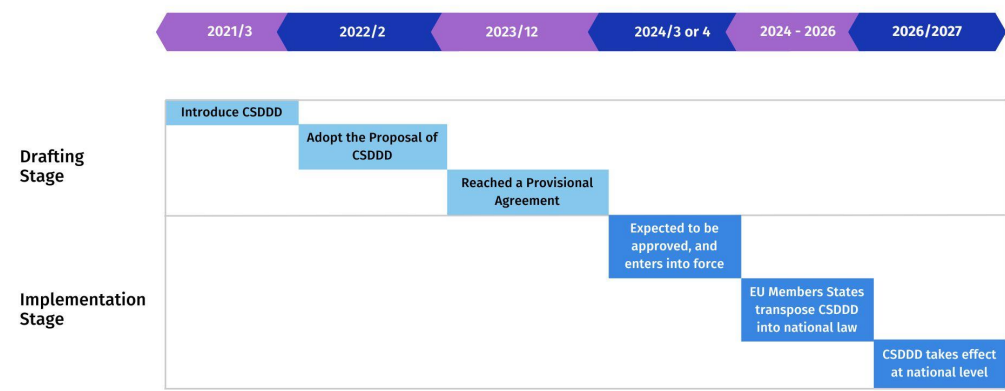 2021/3
2022/2
2023/12
2024/3 or 4
2024 - 2026
2026/2027
Drafting
Stage
Introduce CSDDD
Adopt the Proposal of
CSDDD
Reached a Provisional
Agreement
Implementation
Stage
Expected to be
approved, and
enters into force
EU Members States
transpose CSDDD
into national law
CSDDD takes effect
at national level